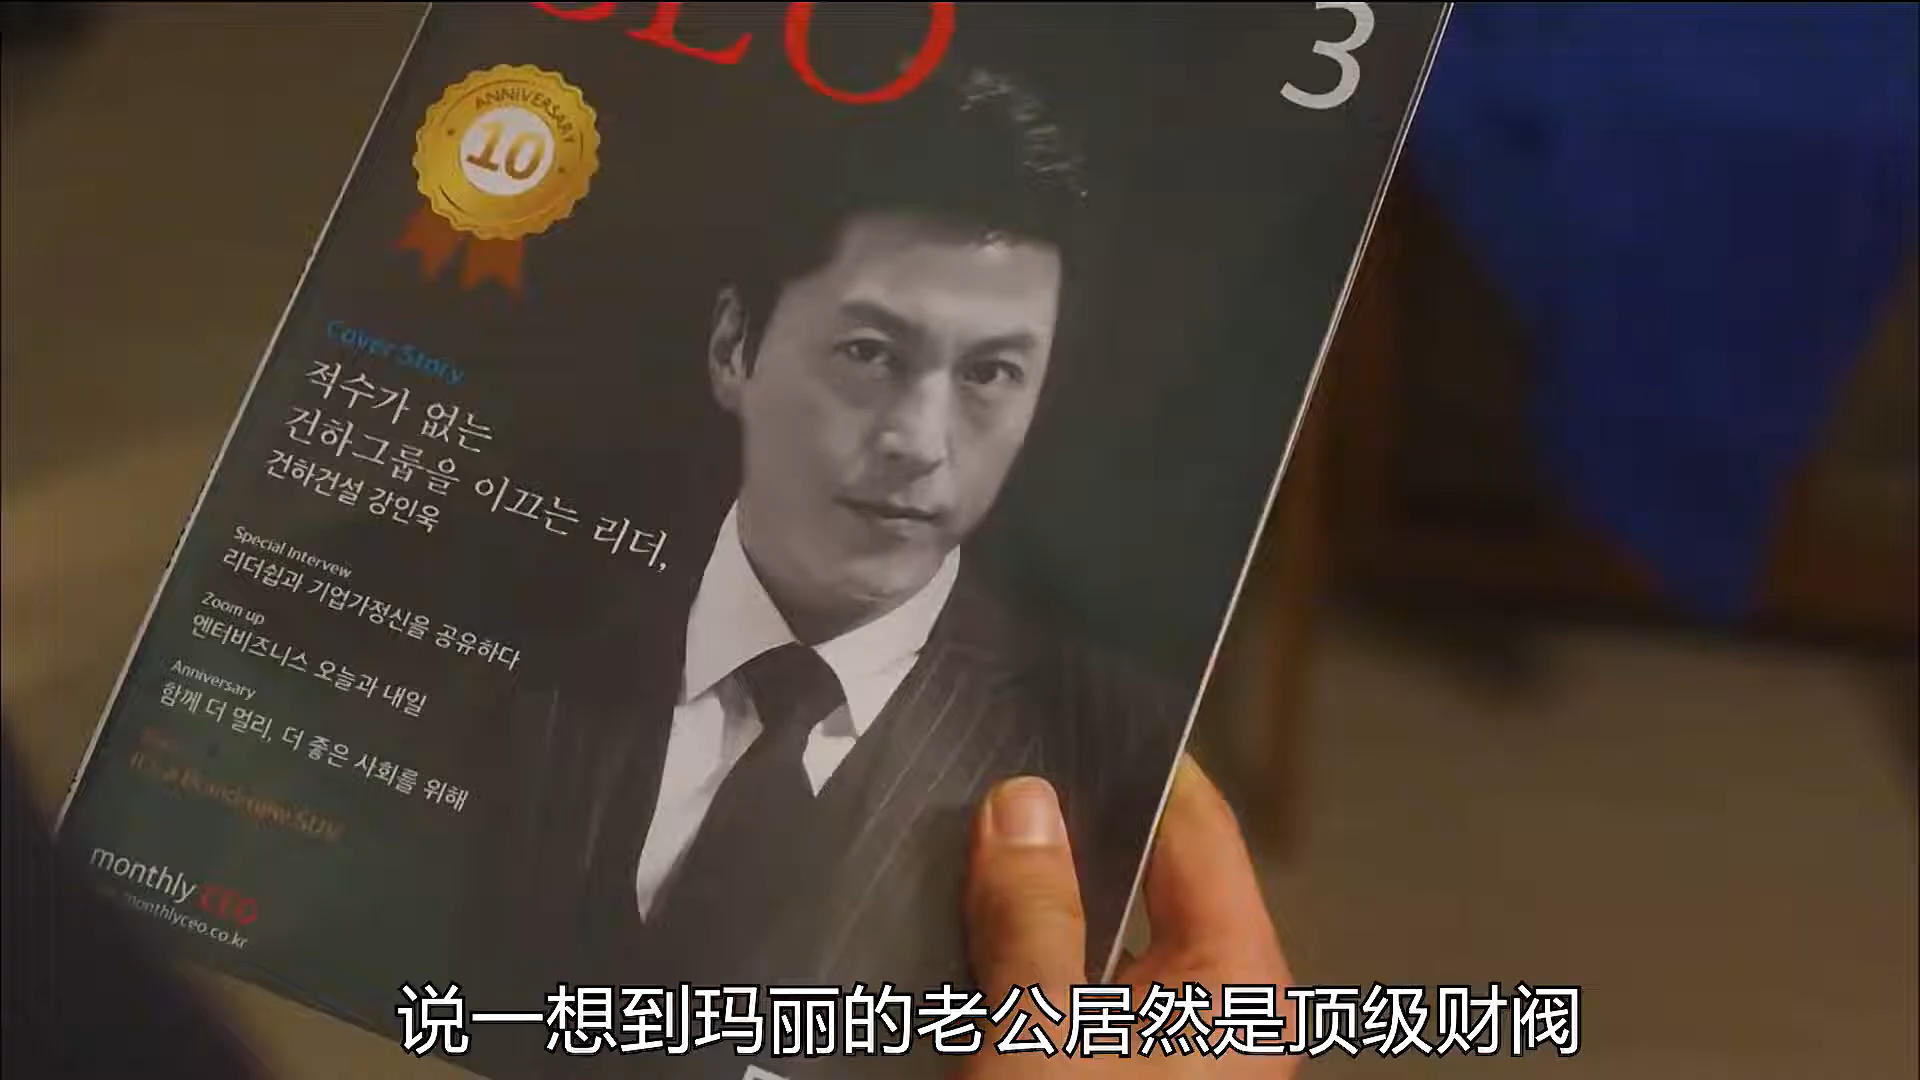 CEO
3
ANNIVERSARY
10
Cover Story
적수가 없는
건하그룹을 이끄는 리더,
건하건설 강인욱
Special Intervew
리더쉽과 기업가정신을 공유하다
Zoom up
엔터비즈니스 오늘과 내일
Anniversary
함께 더 멀리, 더 좋은 사회를 위해
monthly CEO
monthlyceo.co.kr
说一想到玛丽的老公居然是顶级财阀